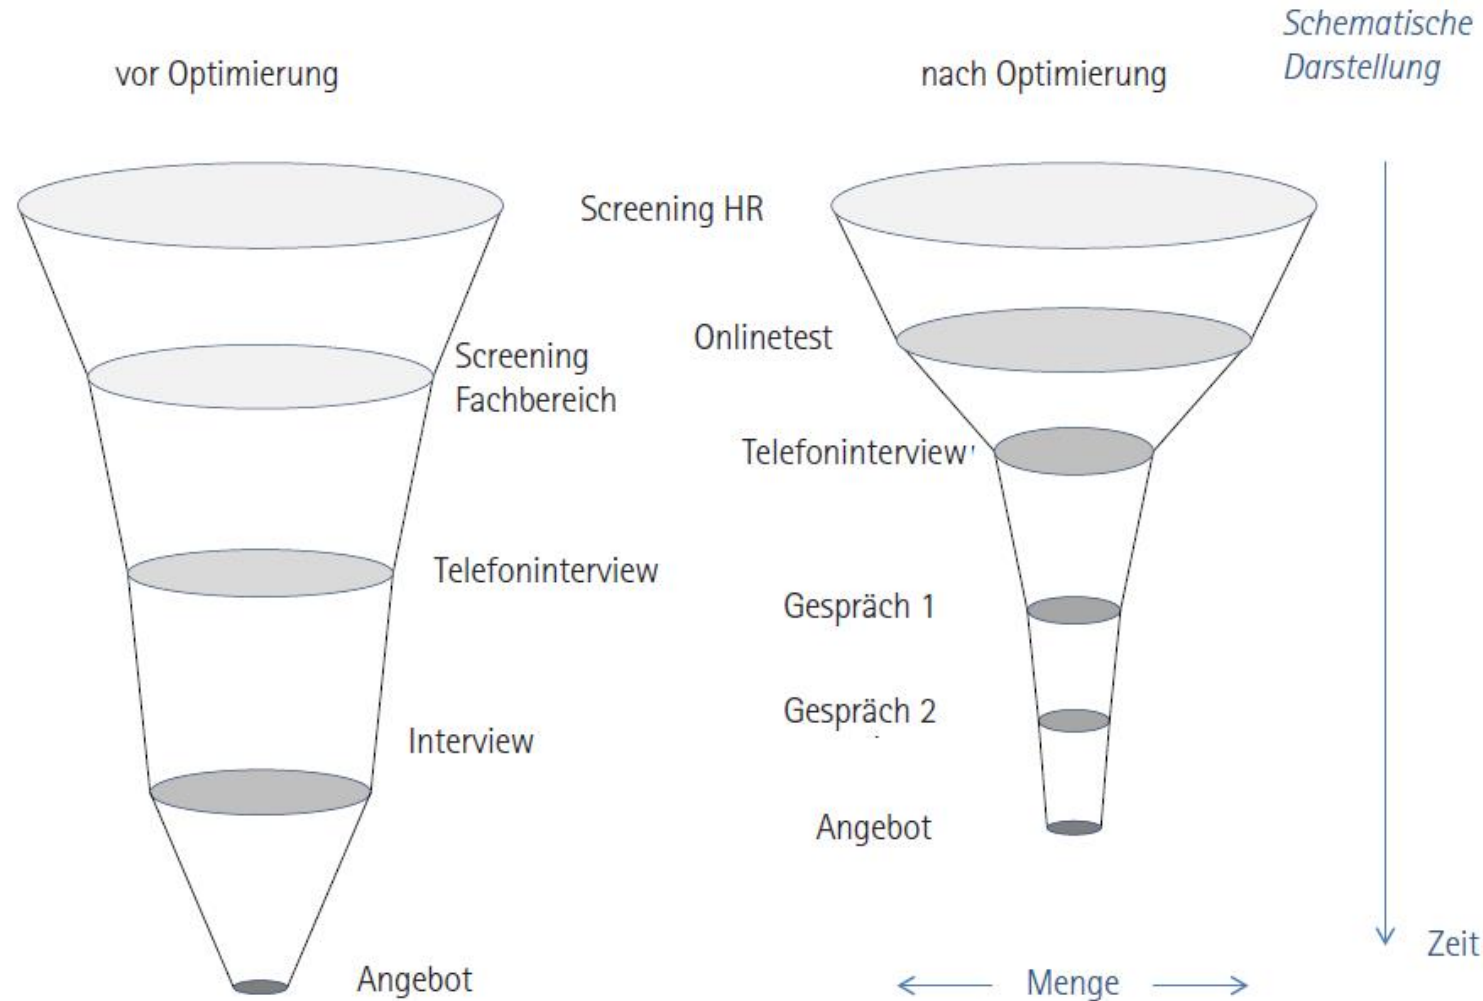 Schematische
Darstellung
vor Optimierung
nach Optimierung
Screening HR
Onlinetest
Screening
Fachbereich
Telefoninterview
Telefoninterview
Gespräch 1
Gespräch 2
Interview
Angebot
Angebot
Zeit
Menge